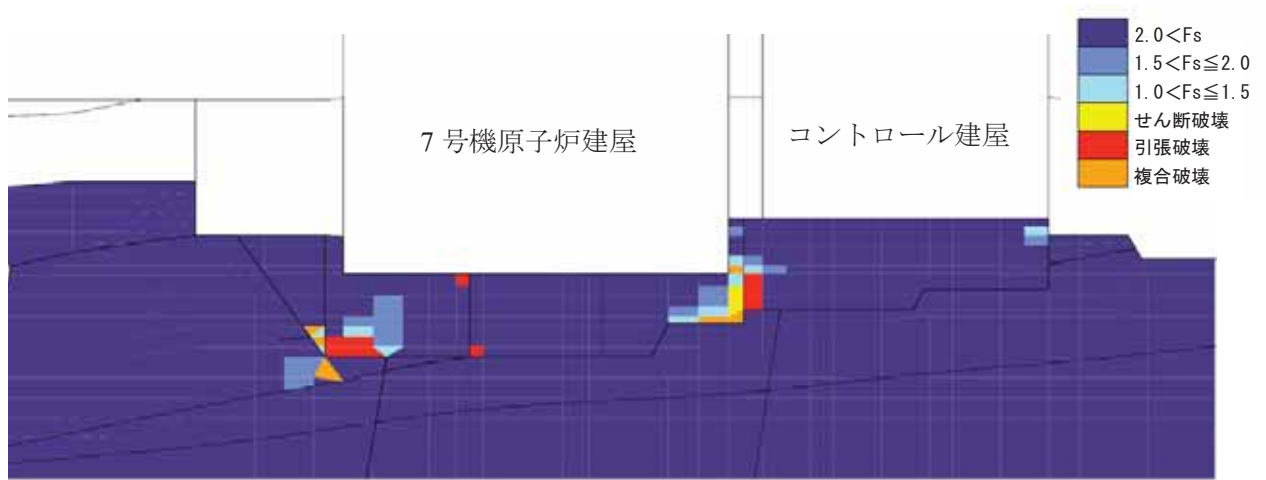 7 号機原子炉建屋
コントロール建屋
2.0<Fs
1.5<Fs≦2.0
1.0<Fs≦1.5
せん断破壊
引張破壊
複合破壊